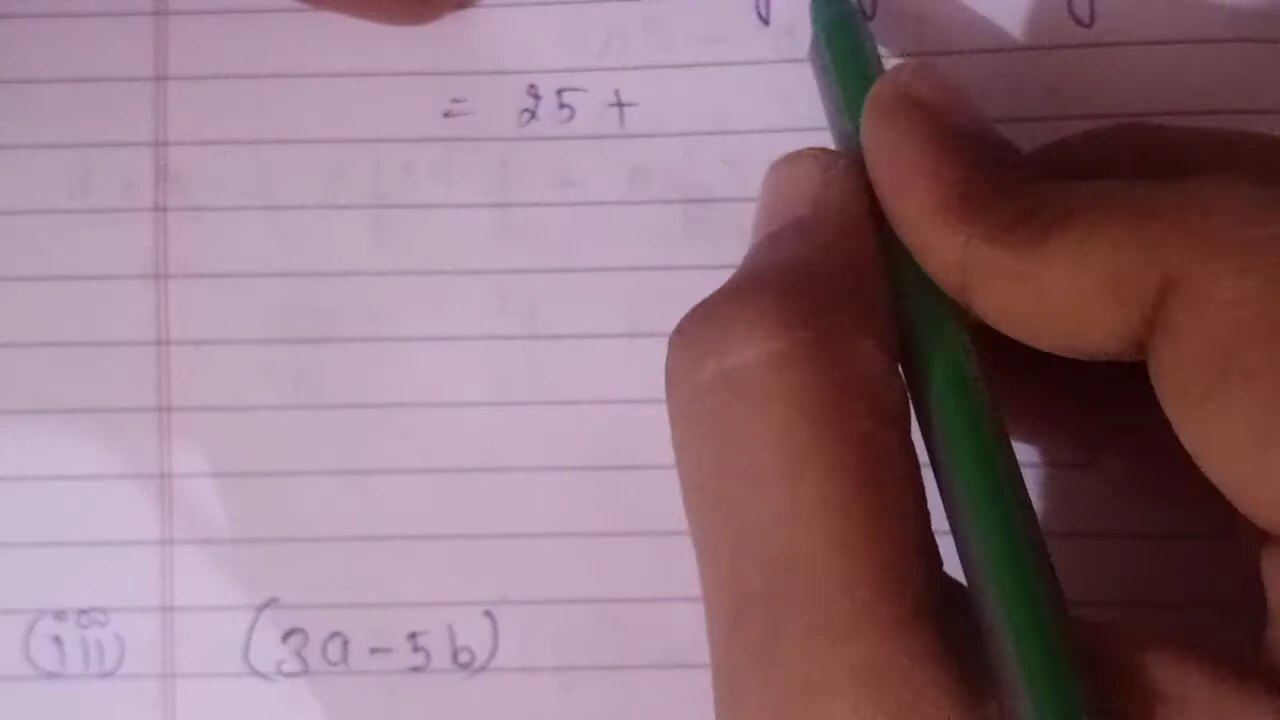 = 25 +
(iii) (3a-5b)